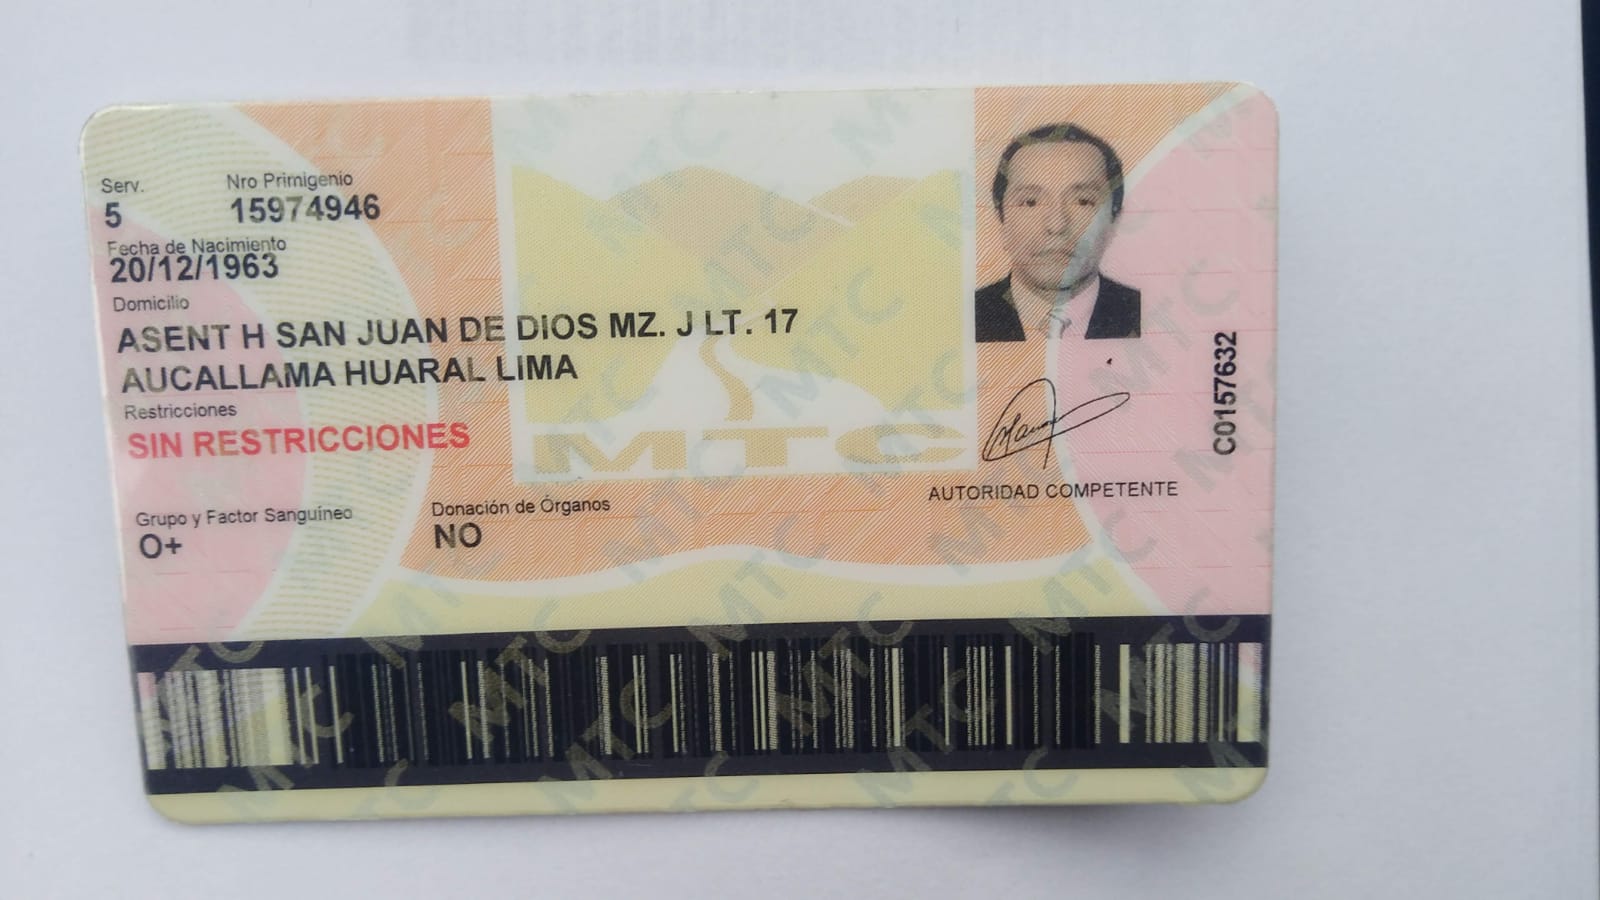 Serv. Nro Primigenio
5 15974946
Fecha de Nacimiento
20/12/1963
Domicilio
ASENT H SAN JUAN DE DIOS MZ. J LT. 17
AUCALLAMA HUARAL LIMA
Restricciones
SIN RESTRICCIONES
MTC
Grupo y Factor Sanguíneo Donación de Órganos
O+ NO
AUTORIDAD COMPETENTE
C0157632